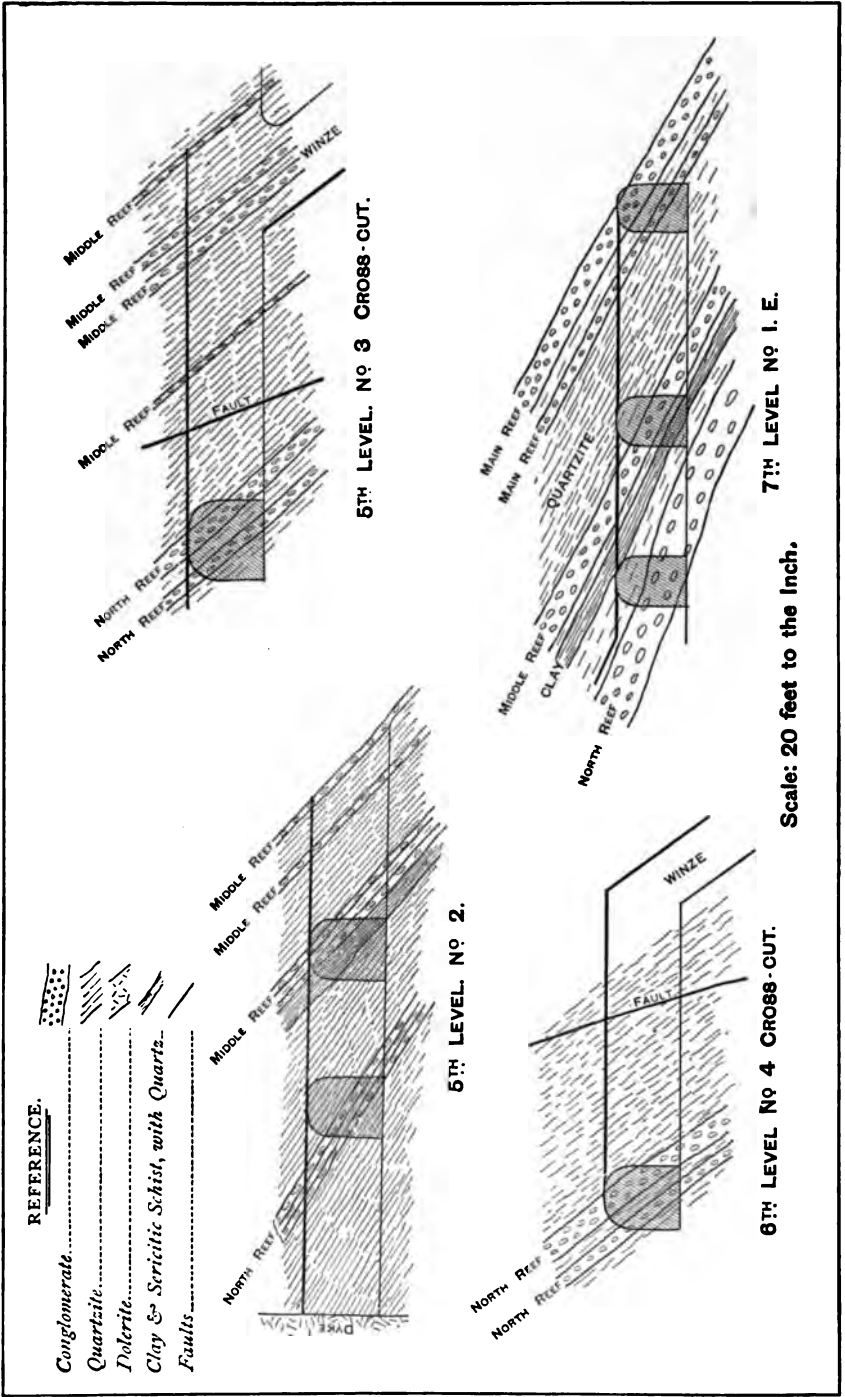 REFERENCE.
Conglomerate
Quartzite
Dolerite
Clay & Sericitic Schist, with Quartz
Faults
NORTH REEF
MIDDLE REEF
MIDDLE REEF
MIDDLE REEF
DYKE
5TH LEVEL. No 2.
NORTH REEF
NORTH REEF
MIDDLE REEF
FAULT
MIDDLE REEF
MIDDLE REEF
MIDDLE REEF
WINZE
5TH LEVEL. No 3 CROSS-CUT.
NORTH REEF
NORTH REEF
FAULT
WINZE
6TH LEVEL No 4 CROSS-CUT.
NORTH REEF
CLAY
MIDDLE REEF
QUARTZITE
MAIN REEF
MAIN REEF
7TH LEVEL No 1. E.
Scale: 20 feet to the Inch.